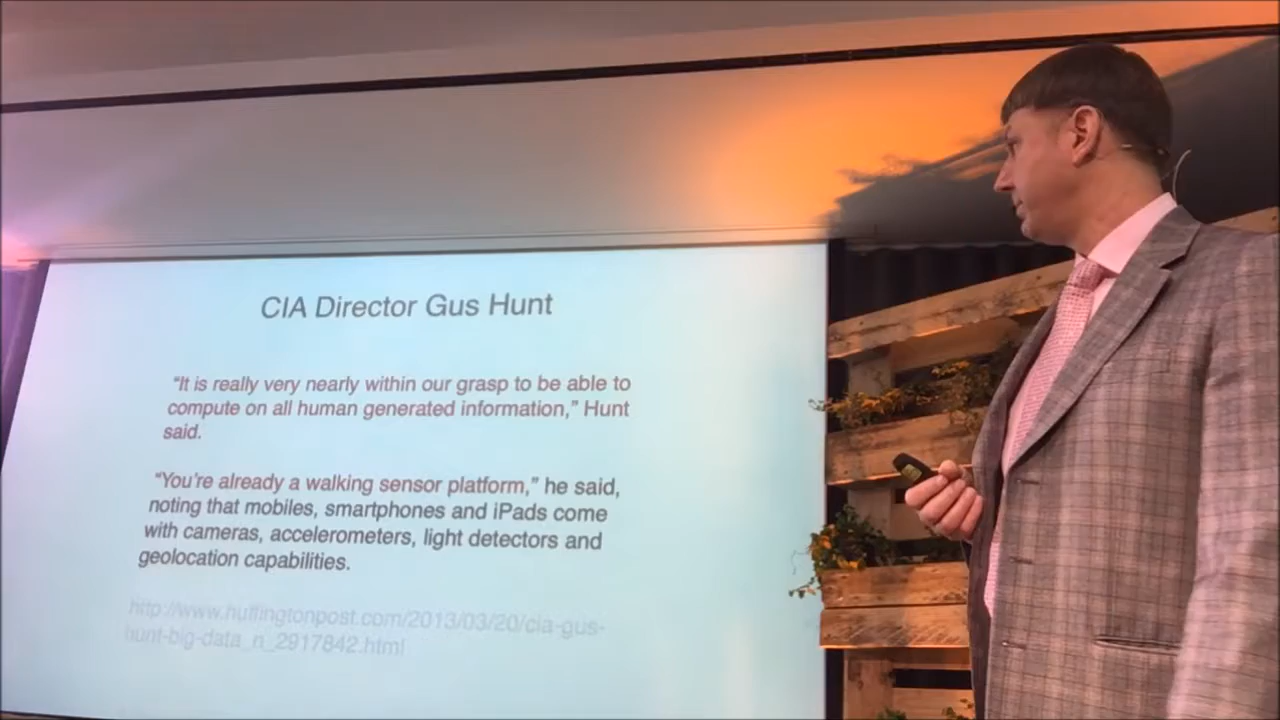 CIA Director Gus Hunt
“It is really very nearly within our grasp to be able to
compute on all human generated information,” Hunt
said.
“You’re already a walking sensor platform,” he said,
noting that mobiles, smartphones and iPads come
with cameras, accelerometers, light detectors and
geolocation capabilities.
http://www.huffingtonpost.com/2013/03/20/cia-gus-
hunt-big-data_n_2917842.html